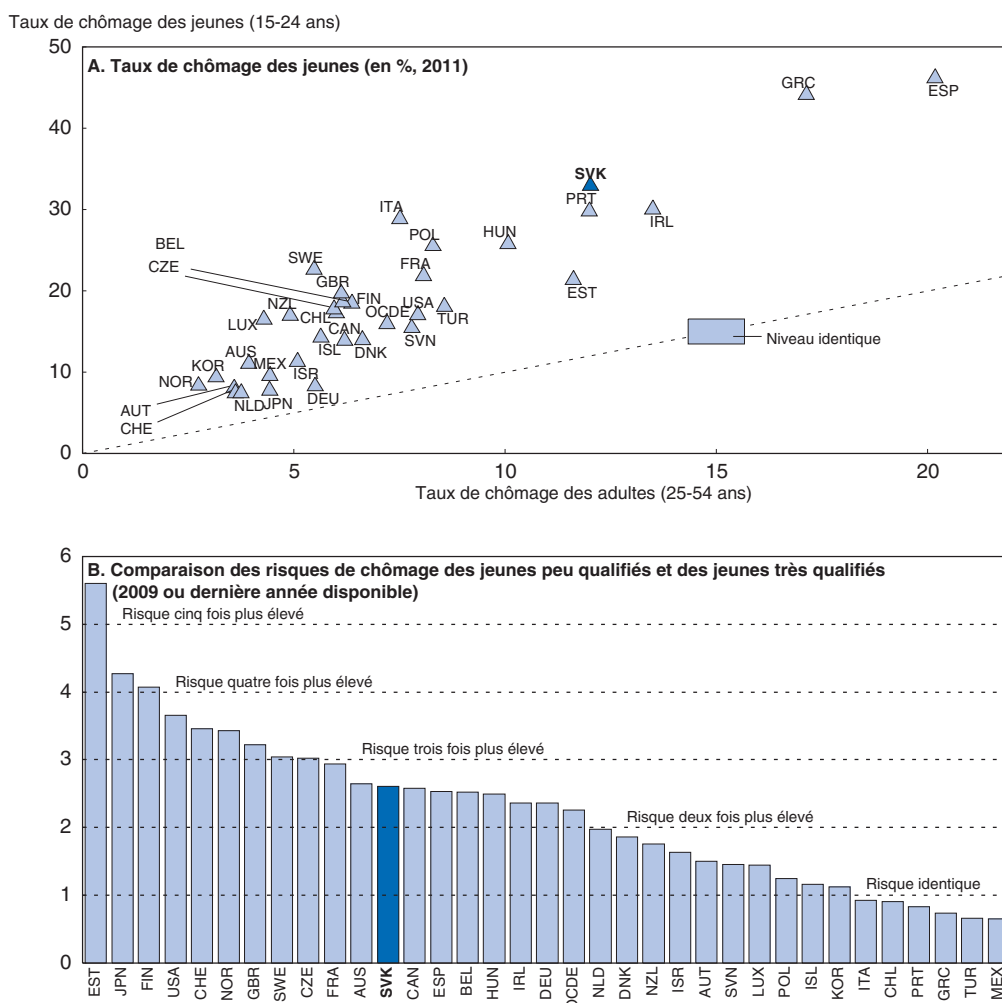 Taux de chômage des jeunes (15-24 ans)
50
A. Taux de chômage des jeunes (en %, 2011)
GRC
ESP
40
SVK
30
ITA
PRT
IRL
POL
HUN
BEL
SWE
FRA
CZE
GBR
EST
20
NZL
FIN
USA
CHL
OCDE
TUR
LUX
CAN
Niveau identique
ISL
DNK
SVN
AUS
MEX
KOR
ISR
10
NOR
DEU
AUT
NLD
JPN
CHE
0
0 5 10 15 20
Taux de chômage des adultes (25-54 ans)
6
B. Comparaison des risques de chômage des jeunes peu qualifiés et des jeunes très qualifiés
(2009 ou dernière année disponible)
Risque cinq fois plus élevé
5
Risque quatre fois plus élevé
4
Risque trois fois plus élevé
3
Risque deux fois plus élevé
2
Risque identique
1
0
EST JPN FIN USA CHE NOR GBR SWE CZE FRA AUS SVK CAN ESP BEL HUN IRL DEU OCDE NLD DNK NZL ISR AUT SVN LUX POL ISL KOR ITA CHL PRT GRC TUR MEX